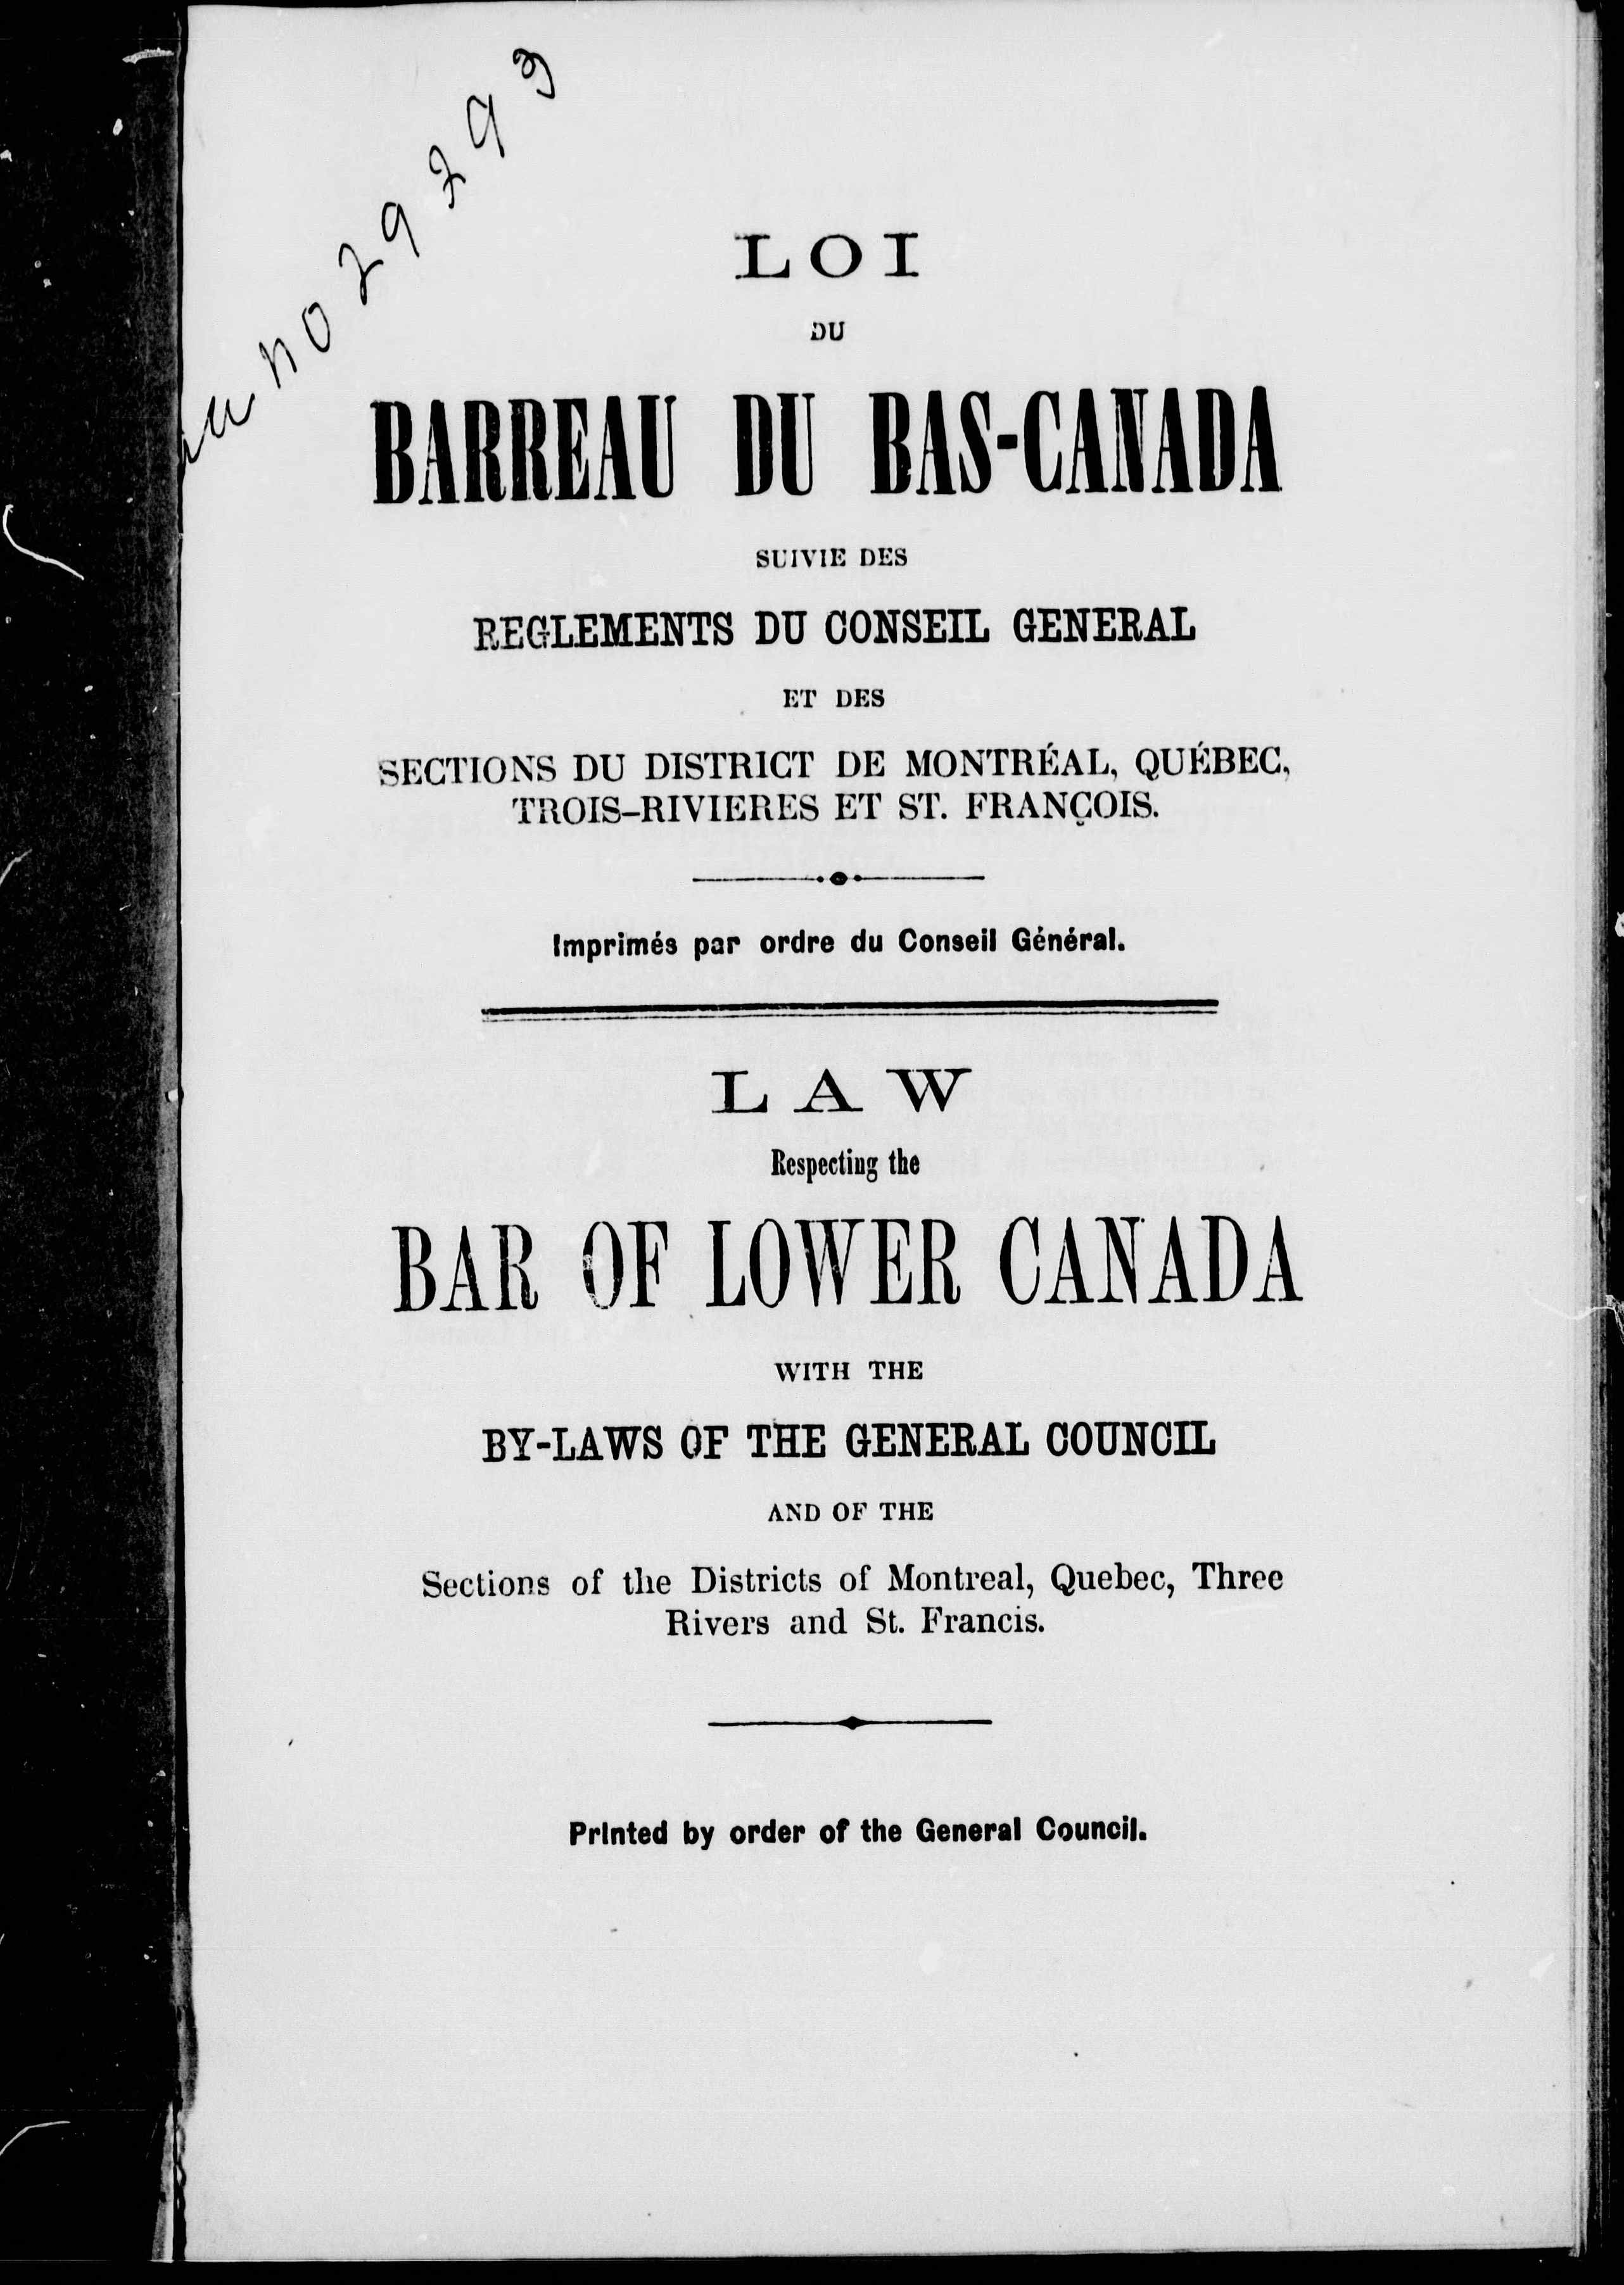 LOI
DU
BARREAU DU BAS-CANADA
SUIVIE DES
REGLEMENTS DU CONSEIL GENERAL
ET DES
SECTIONS DU DISTRICT DE MONTRÉAL, QUÉBEC,
TROIS-RIVIERES ET ST. FRANÇOIS.
Imprimés par ordre du Conseil Général.
LAW
Respecting the
BAR OF LOWER CANADA
WITH THE
BY-LAWS OF THE GENERAL COUNCIL
AND OF THE
Sections of the Districts of Montreal, Quebec, Three
Rivers and St. Francis.
Printed by order of the General Council.